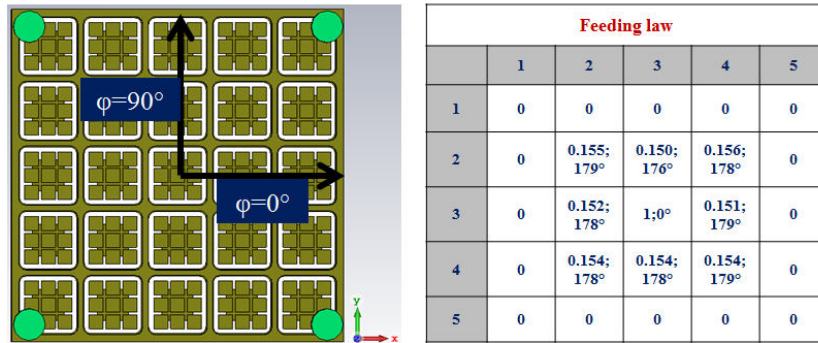 φ=90°
φ=0°
y
x
Feeding law
1 2 3 4 5
1 0 0 0 0 0
2 0 0.155; 179° 0.150; 176° 0.156; 178° 0
3 0 0.152; 178° 1;0° 0.151; 179° 0
4 0 0.154; 178° 0.154; 178° 0.154; 179° 0
5 0 0 0 0 0